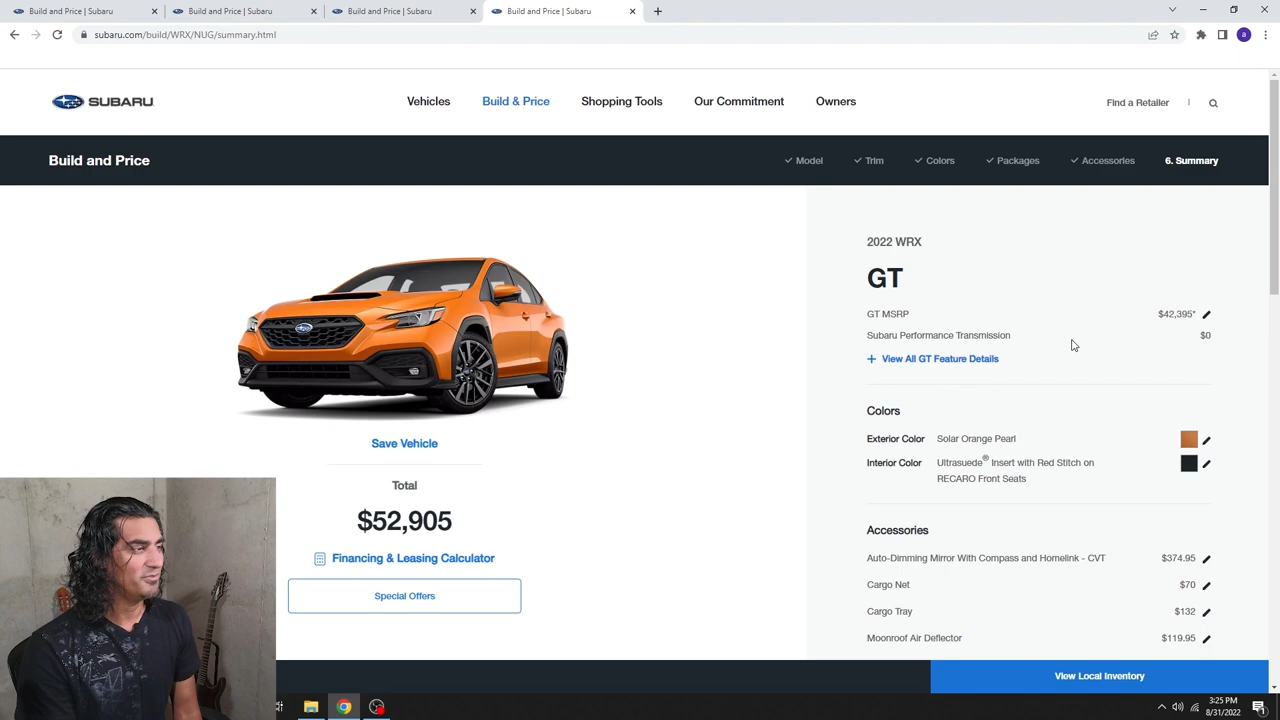 Build and Price | Subaru
Build and Price | Subaru
Build and Price | Subaru
Build and Price | Subaru
subaru.com/build/WRX/NUG/summary.html
a
SUBARU
Vehicles
Build & Price
Shopping Tools
Our Commitment
Owners
Find a Retailer
Build and Price
Model
Trim
Colors
Packages
Accessories
6. Summary
2022 WRX
GT
GT MSRP $42,395*
Subaru Performance Transmission $0
+ View All GT Feature Details
Colors
Exterior Color Solar Orange Pearl
Interior Color Ultrasuede® Insert with Red Stitch on
RECARO Front Seats
Accessories
Auto-Dimming Mirror With Compass and Homelink - CVT $374.95
Cargo Net $70
Cargo Tray $132
Moonroof Air Deflector $119.95
Save Vehicle
Total
$52,905
Financing & Leasing Calculator
Special Offers
View Local Inventory
3:25 PM
8/31/2022